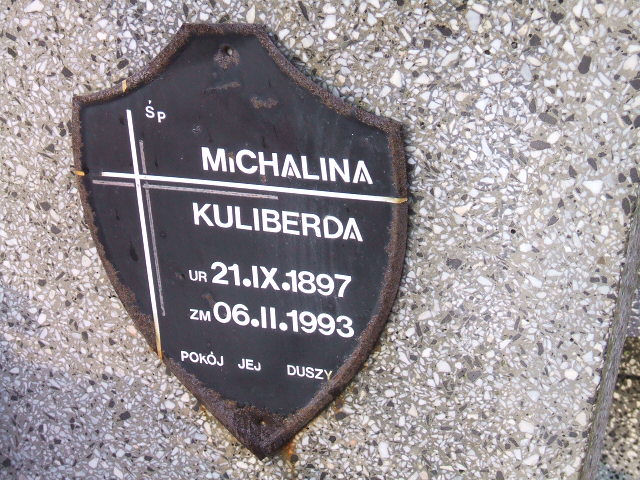 ŚP
MiCHALINA
KULIBERDA
UR 21.IX.1897
ZM 06.II.1993
POKÓJ JEJ DUSZY